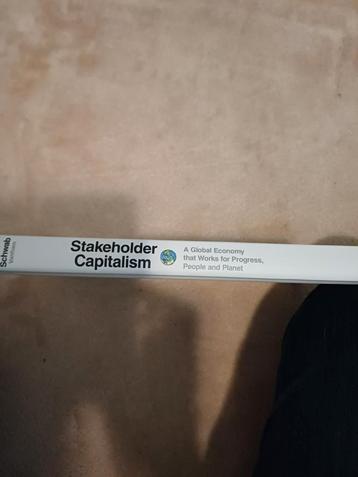 Schwab
Stakeholder
Capitalism
A Global Economy
that Works for Progress,
People and Planet